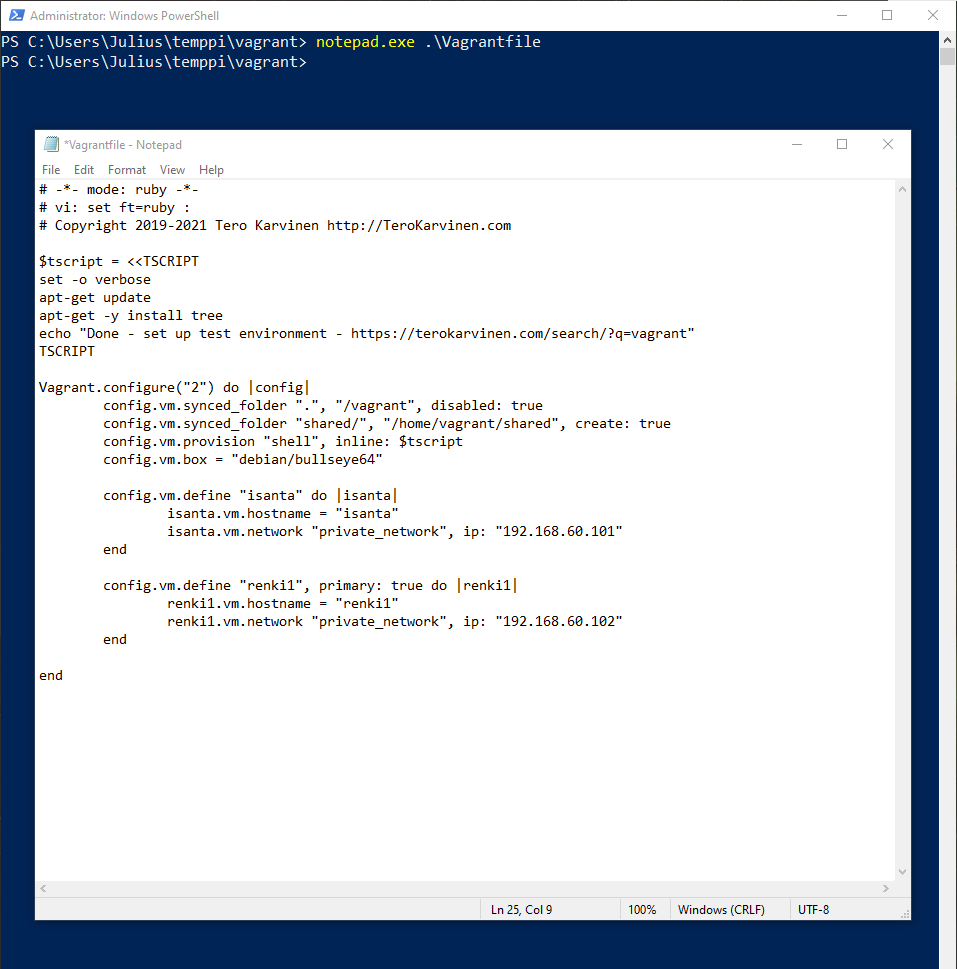 Administrator: Windows PowerShell
PS C:\Users\Julius\temppi\vagrant> notepad.exe .\Vagrantfile
PS C:\Users\Julius\temppi\vagrant>
*Vagrantfile - Notepad
File Edit Format View Help
# -*- mode: ruby -*-
# vi: set ft=ruby :
# Copyright 2019-2021 Tero Karvinen http://TeroKarvinen.com

$tscript = <<TSCRIPT
set -o verbose
apt-get update
apt-get -y install tree
echo "Done - set up test environment - https://terokarvinen.com/search/?q=vagrant"
TSCRIPT

Vagrant.configure("2") do |config|
        config.vm.synced_folder ".", "/vagrant", disabled: true
        config.vm.synced_folder "shared/", "/home/vagrant/shared", create: true
        config.vm.provision "shell", inline: $tscript
        config.vm.box = "debian/bullseye64"

        config.vm.define "isanta" do |isanta|
                isanta.vm.hostname = "isanta"
                isanta.vm.network "private_network", ip: "192.168.60.101"
        end

        config.vm.define "renki1", primary: true do |renki1|
                renki1.vm.hostname = "renki1"
                renki1.vm.network "private_network", ip: "192.168.60.102"
        end

end
Ln 25, Col 9 100% Windows (CRLF) UTF-8